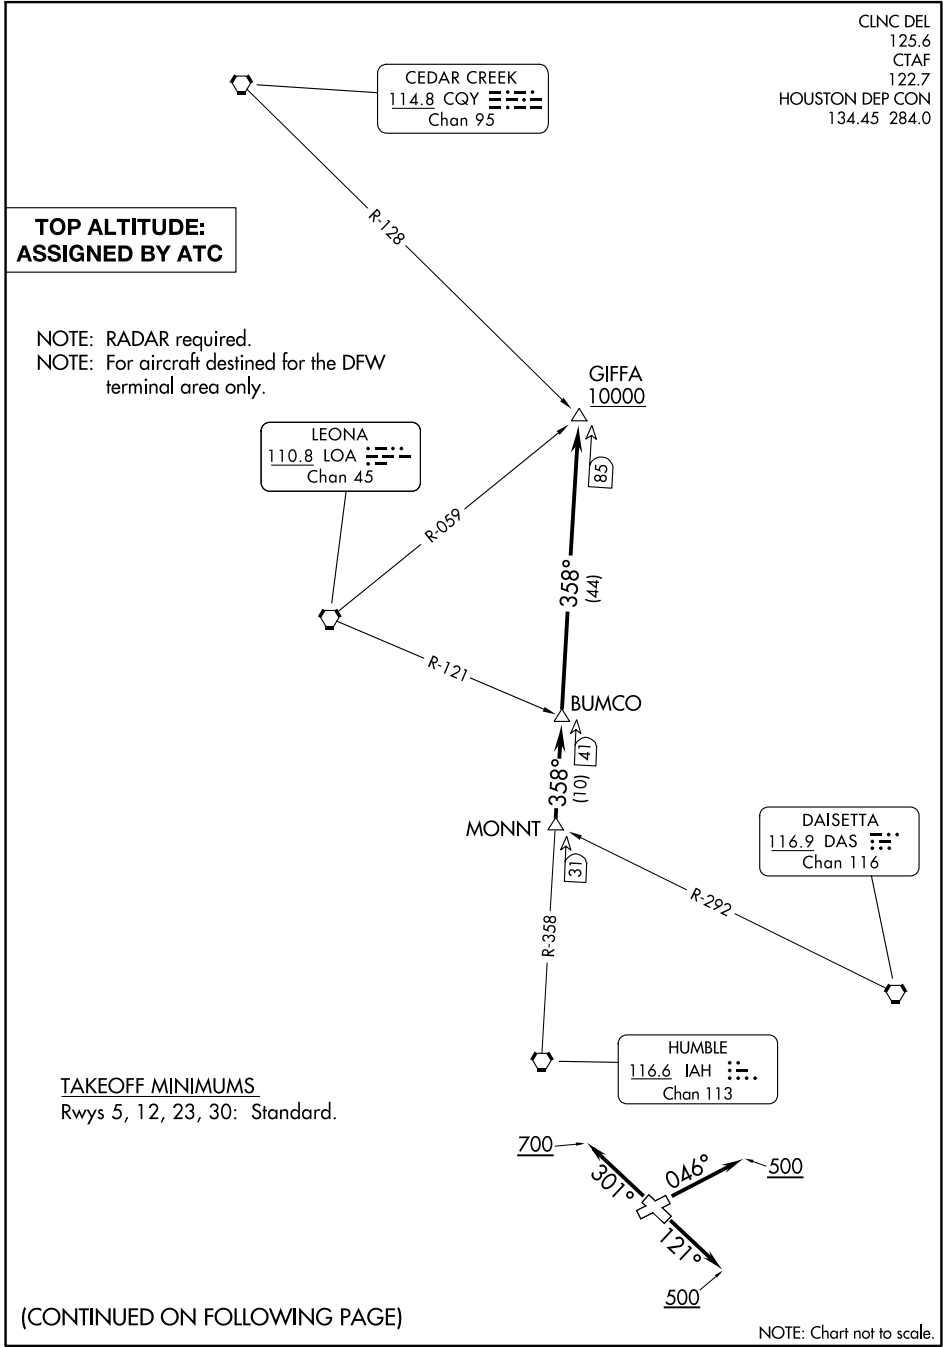 CLNC DEL
125.6
CTAF
122.7
HOUSTON DEP CON
134.45 284.0
CEDAR CREEK
114.8 CQY
Chan 95
R-128
TOP ALTITUDE:
ASSIGNED BY ATC
NOTE: RADAR required.
NOTE: For aircraft destined for the DFW
terminal area only.
GIFFA
10000
LEONA
110.8 LOA
Chan 45
85
R-059
358°
(44)
R-121
BUMCO
41
358°
(10)
MONNT
31
DAISETTA
116.9 DAS
Chan 116
R-292
R-358
HUMBLE
116.6 IAH
Chan 113
TAKEOFF MINIMUMS
Rwys 5, 12, 23, 30: Standard.
700
301°
046°
500
121°
500
(CONTINUED ON FOLLOWING PAGE)
NOTE: Chart not to scale.